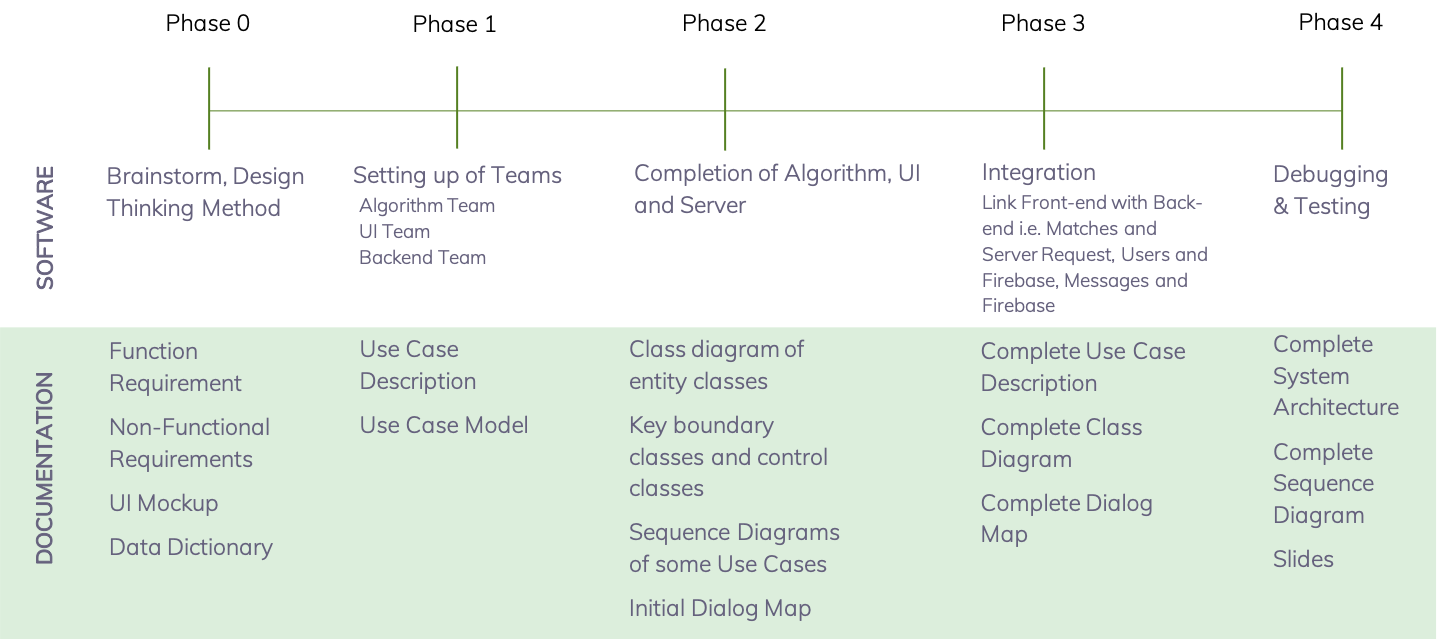 Phase 0
Phase 1
Phase 2
Phase 3
Phase 4
SOFTWARE
Brainstorm, Design
Thinking Method
Setting up of Teams
Algorithm Team
UI Team
Backend Team
Completion of Algorithm, UI
and Server
Integration
Link Front-end with Back-
end i.e. Matches and
Server Request, Users and
Firebase, Messages and
Firebase
Debugging
& Testing
DOCUMENTATION
Function
Requirement
Non-Functional
Requirements
UI Mockup
Data Dictionary
Use Case
Description
Use Case Model
Class diagram of
entity classes
Key boundary
classes and control
classes
Sequence Diagrams
of some Use Cases
Initial Dialog Map
Complete Use Case
Description
Complete Class
Diagram
Complete Dialog
Map
Complete
System
Architecture
Complete
Sequence
Diagram
Slides